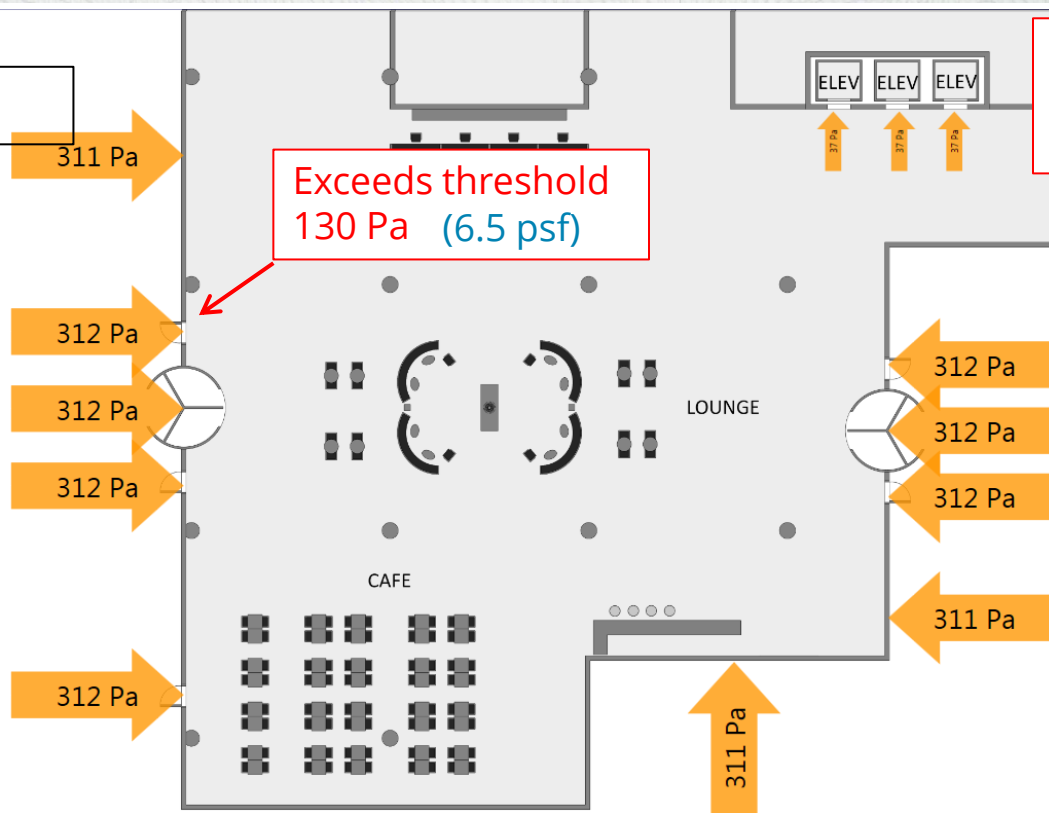 ELEV ELEV ELEV
37 Pa 37 Pa 37 Pa
311 Pa
Exceeds threshold
130 Pa (6.5 psf)
312 Pa
312 Pa
312 Pa
LOUNGE
312 Pa
312 Pa
312 Pa
CAFE
311 Pa
312 Pa
311 Pa